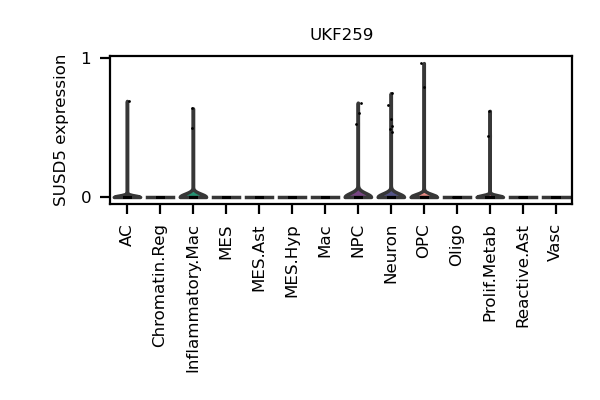 UKF259
SUSD5 expression
1
0
AC
Chromatin.Reg
Inflammatory.Mac
MES
MES.Ast
MES.Hyp
Mac
NPC
Neuron
OPC
Oligo
Prolif.Metab
Reactive.Ast
Vasc